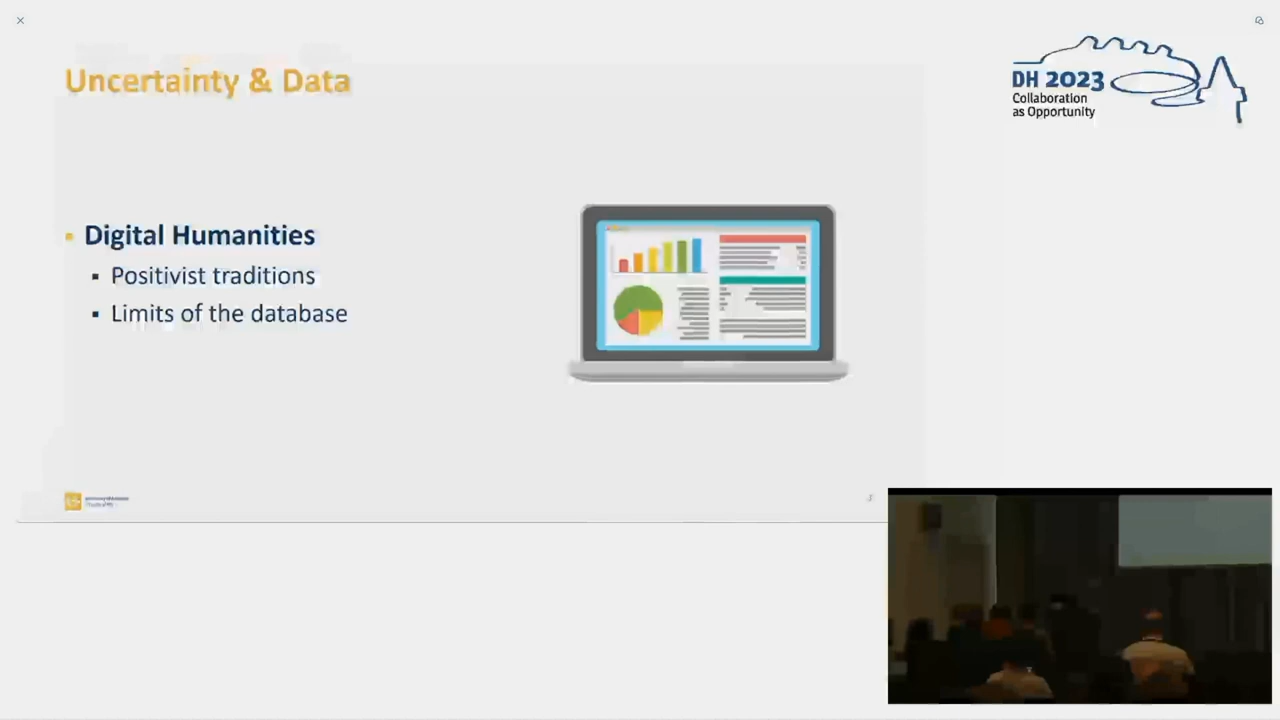 Uncertainty & Data
DH 2023
Collaboration
as Opportunity
Digital Humanities
Positivist traditions
Limits of the database